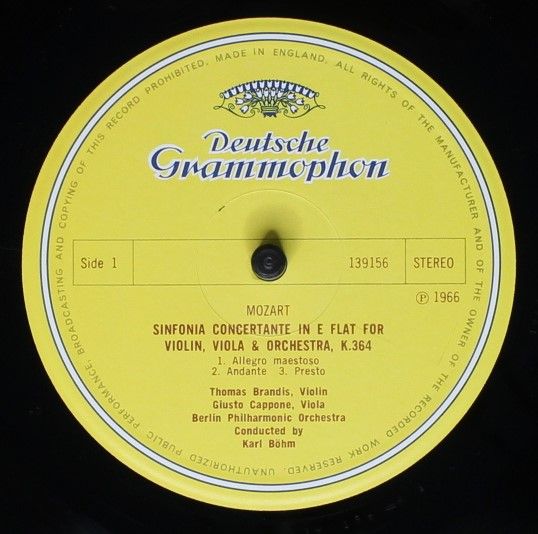 MADE IN ENGLAND. ALL RIGHTS OF THE MANUFACTURER AND OF THE OWNER OF THE RECORDED WORK RESERVED. UNAUTHORIZED PUBLIC PERFORMANCE, BROADCASTING AND COPYING OF THIS RECORD PROHIBITED.
Deutsche
Grammophon
Side 1 139156 STEREO
℗ 1966
MOZART
SINFONIA CONCERTANTE IN E FLAT FOR
VIOLIN, VIOLA & ORCHESTRA, K.364
1. Allegro maestoso
2. Andante 3. Presto
Thomas Brandis, Violin
Giusto Cappone, Viola
Berlin Philharmonic Orchestra
Conducted by
Karl Böhm